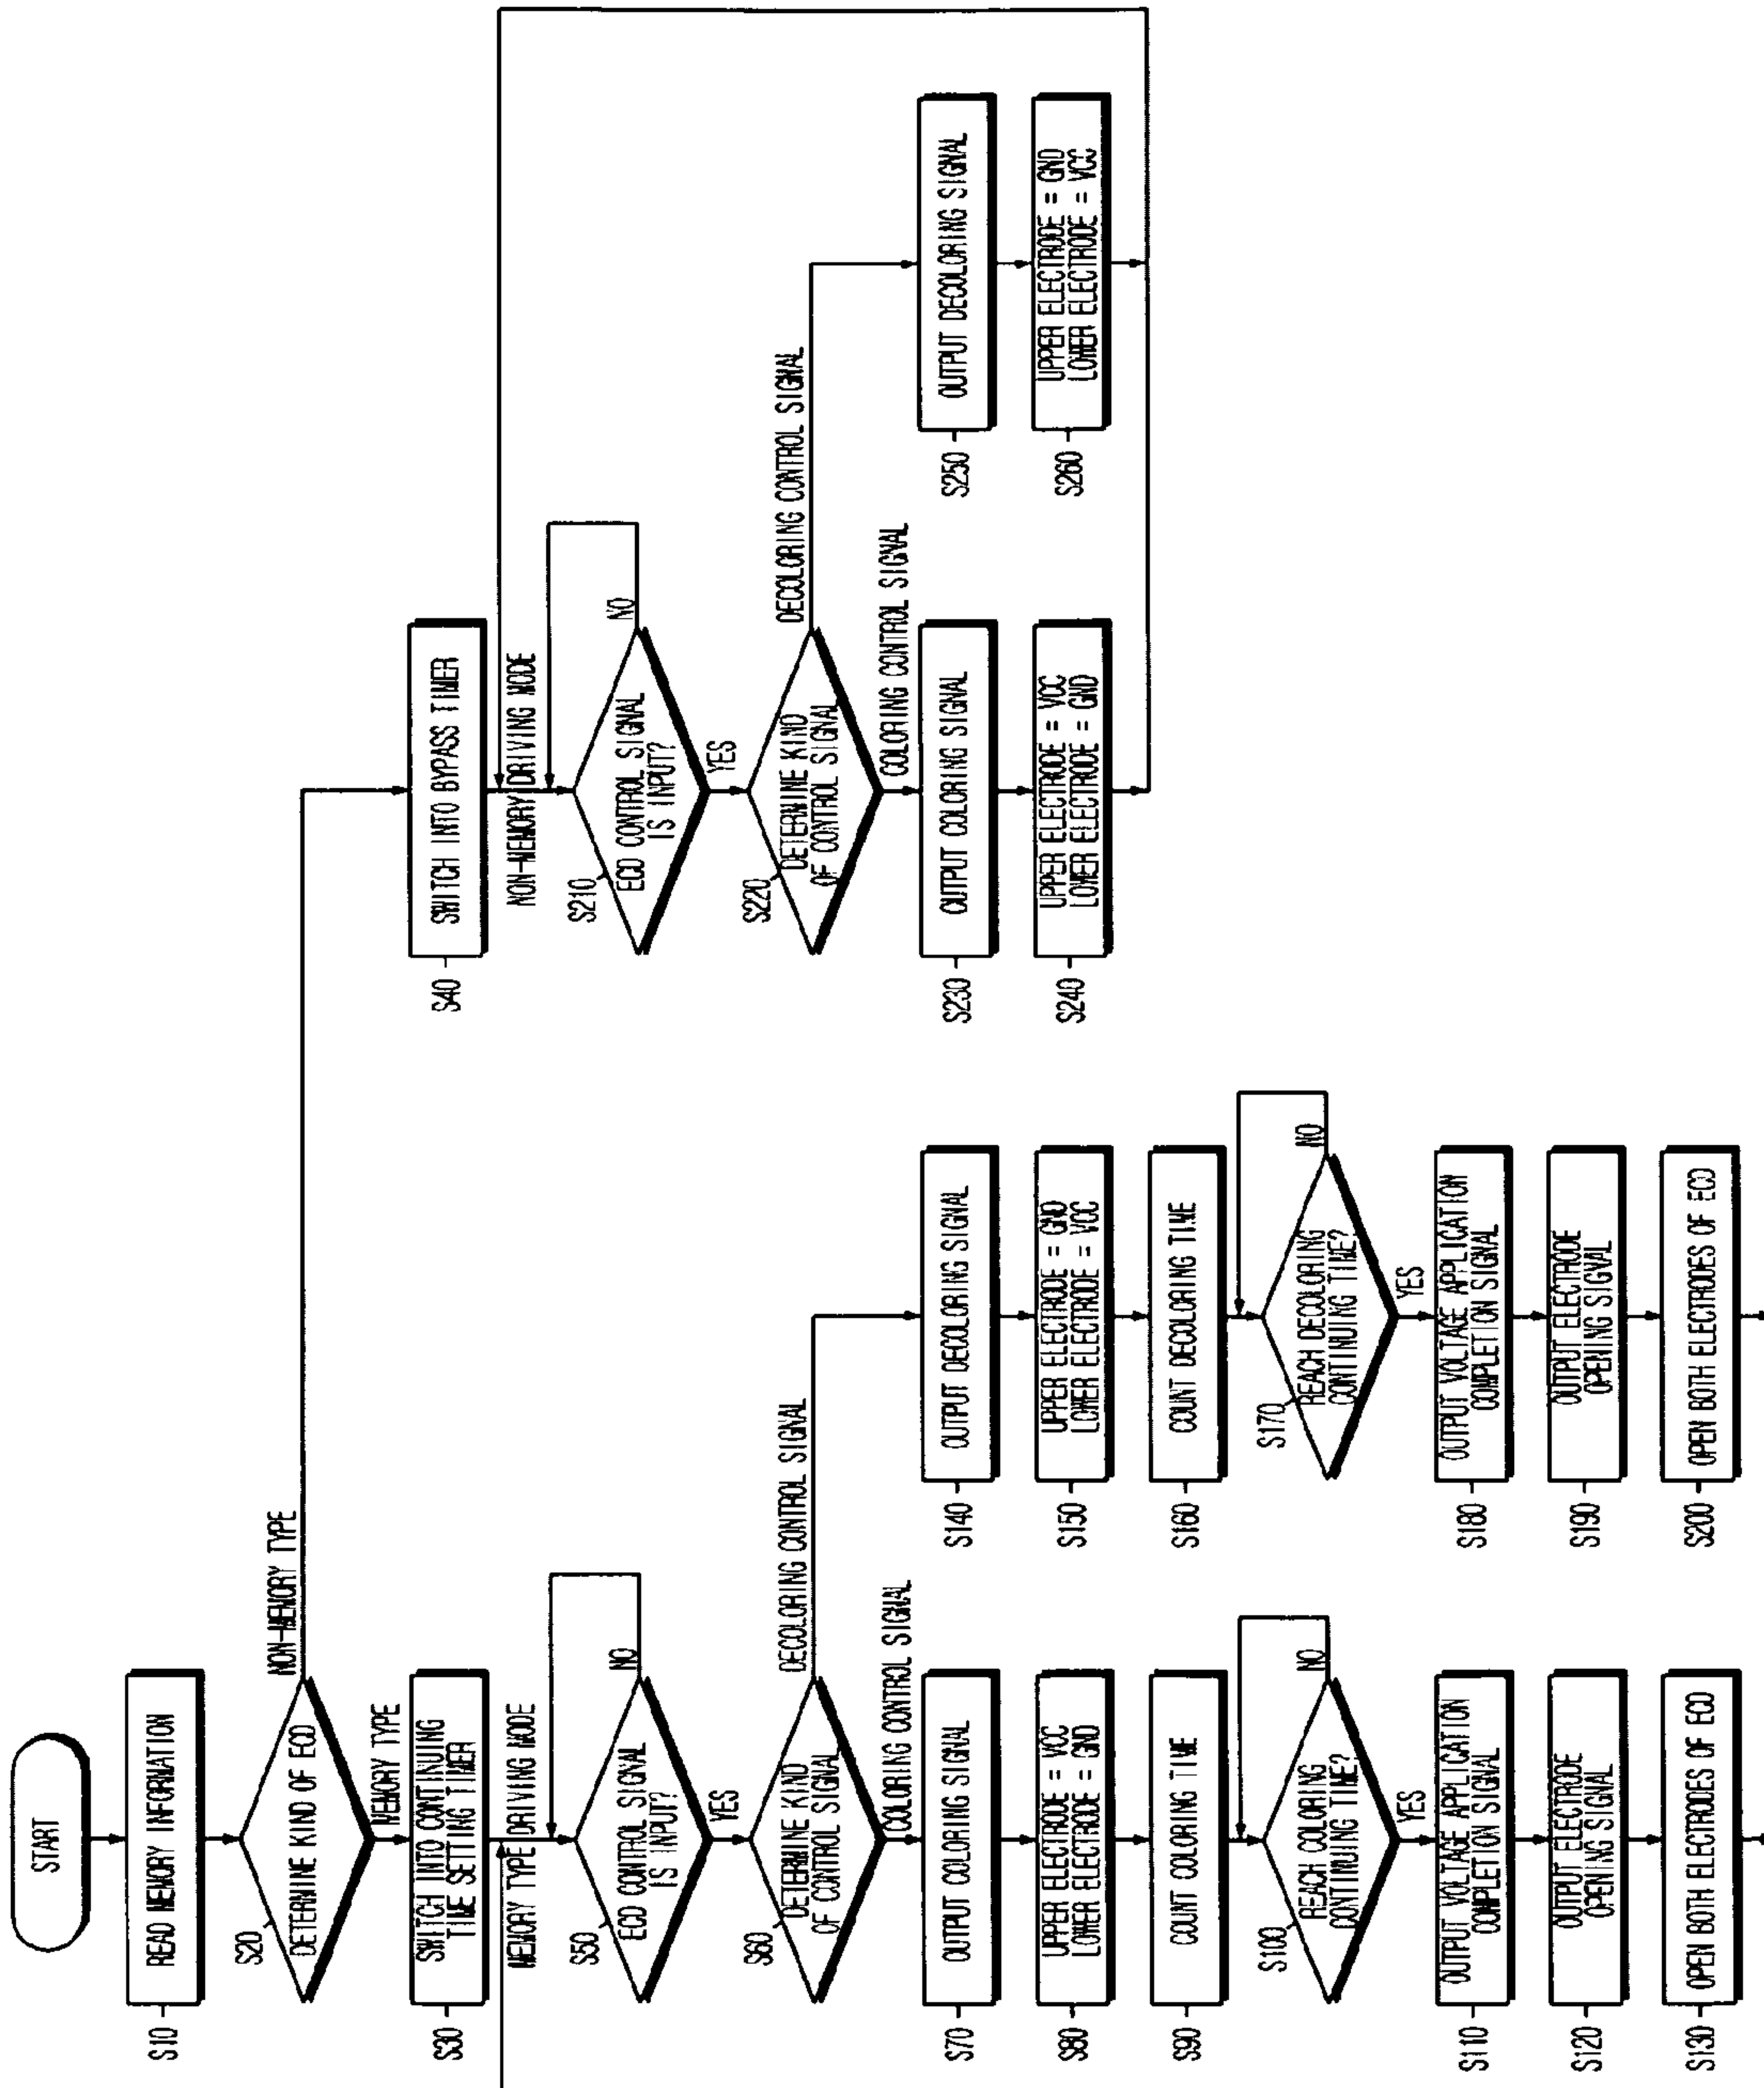 START
S10
READ MEMORY INFORMATION
S20
DETERMINE KIND OF ECD
NON-MEMORY TYPE
MEMORY TYPE
S30
SWITCH INTO CONTINUING
TIME SETTING TIMER
S40
SWITCH INTO BYPASS TIMER
MEMORY TYPE DRIVING MODE
S50
ECD CONTROL SIGNAL
IS INPUT?
NO
YES
S60
DETERMINE KIND
OF CONTROL SIGNAL
DECOLORING CONTROL SIGNAL
COLORING CONTROL SIGNAL
S70
OUTPUT COLORING SIGNAL
S80
UPPER ELECTRODE = VCC
LOWER ELECTRODE = GND
S90
COUNT COLORING TIME
S100
REACH COLORING
CONTINUING TIME?
NO
YES
S110
OUTPUT VOLTAGE APPLICATION
COMPLETION SIGNAL
S120
OUTPUT ELECTRODE
OPENING SIGNAL
S130
OPEN BOTH ELECTRODES OF ECD
S140
OUTPUT DECOLORING SIGNAL
S150
UPPER ELECTRODE = GND
LOWER ELECTRODE = VCC
S160
COUNT DECOLORING TIME
S170
REACH DECOLORING
CONTINUING TIME?
NO
YES
S180
OUTPUT VOLTAGE APPLICATION
COMPLETION SIGNAL
S190
OUTPUT ELECTRODE
OPENING SIGNAL
S200
OPEN BOTH ELECTRODES OF ECD
NON-MEMORY DRIVING MODE
S210
ECD CONTROL SIGNAL
IS INPUT?
NO
YES
S220
DETERMINE KIND
OF CONTROL SIGNAL
DECOLORING CONTROL SIGNAL
COLORING CONTROL SIGNAL
S230
OUTPUT COLORING SIGNAL
S240
UPPER ELECTRODE = VCC
LOWER ELECTRODE = GND
S250
OUTPUT DECOLORING SIGNAL
S260
UPPER ELECTRODE = GND
LOWER ELECTRODE = VCC